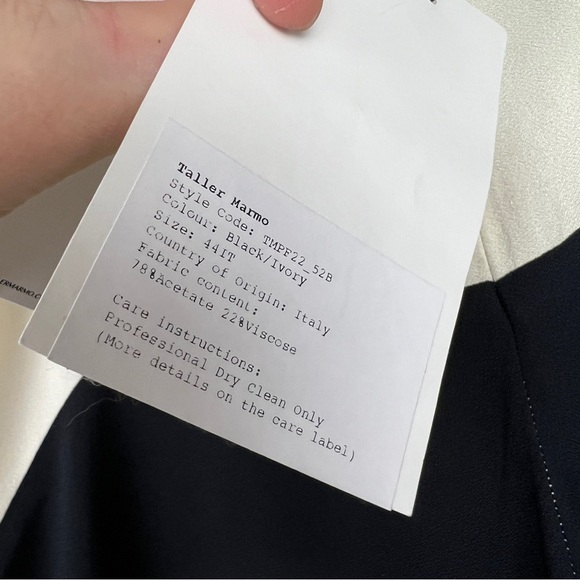 Taller Marmo
Style Code: TMPF22_52B
Colour: Black/Ivory
Size: 44IT
Country of Origin: Italy
Fabric content:
78%Acetate 22%Viscose
Care instructions:
Professional Dry Clean Only
(More details on the care label)